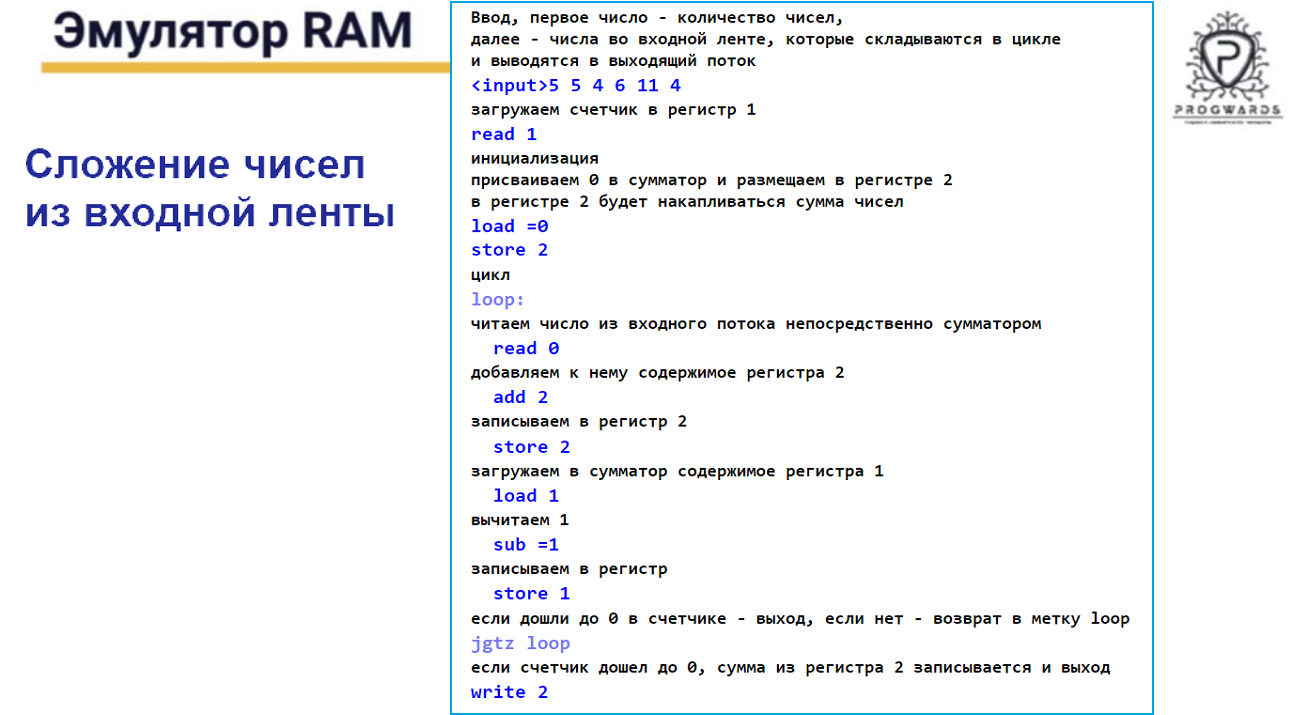 Эмулятор RAM
Сложение чисел
из входной ленты
Ввод, первое число - количество чисел,
далее - числа во входной ленте, которые складываются в цикле
и выводятся в выходящий поток
<input>5 5 4 6 11 4
загружаем счетчик в регистр 1
read 1
инициализация
присваиваем 0 в сумматор и размещаем в регистре 2
в регистре 2 будет накапливаться сумма чисел
load =0
store 2
цикл
loop:
читаем число из входного потока непосредственно сумматором
read 0
добавляем к нему содержимое регистра 2
add 2
записываем в регистр 2
store 2
загружаем в сумматор содержимое регистра 1
load 1
вычитаем 1
sub =1
записываем в регистр
store 1
если дошли до 0 в счетчике - выход, если нет - возврат в метку loop
jgtz loop
если счетчик дошел до 0, сумма из регистра 2 записывается и выход
write 2
P
PROGWARDS